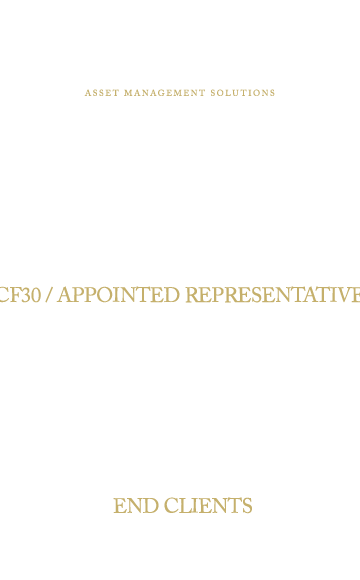 ASSET MANAGEMENT SOLUTIONS
CF30 / APPOINTED REPRESENTATIVE
END CLIENTS